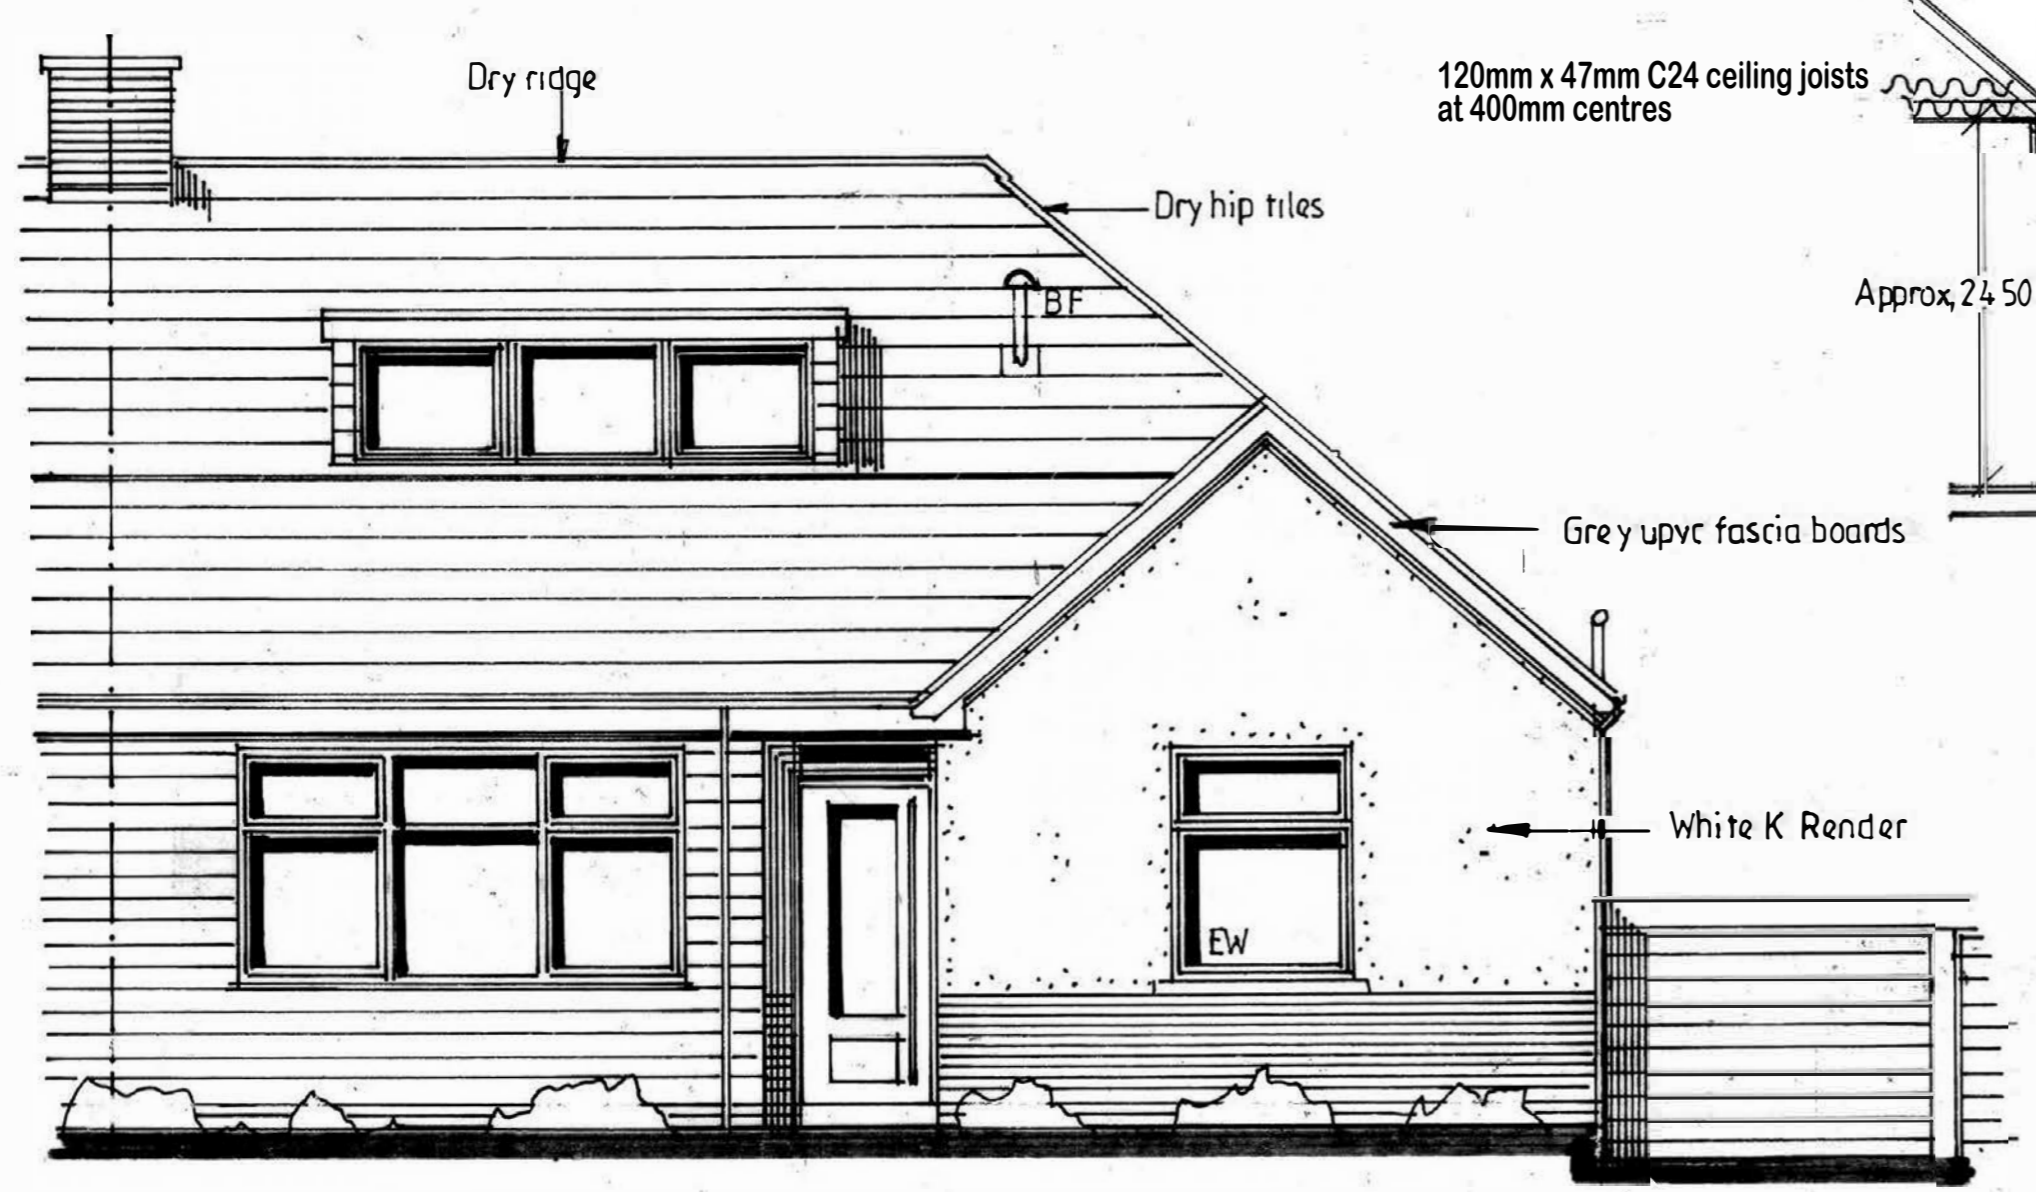 Dry ridge
120mm x 47mm C24 ceiling joists
at 400mm centres
Dry hip tiles
BF
Approx, 2450
Grey upvc fascia boards
White K Render
EW